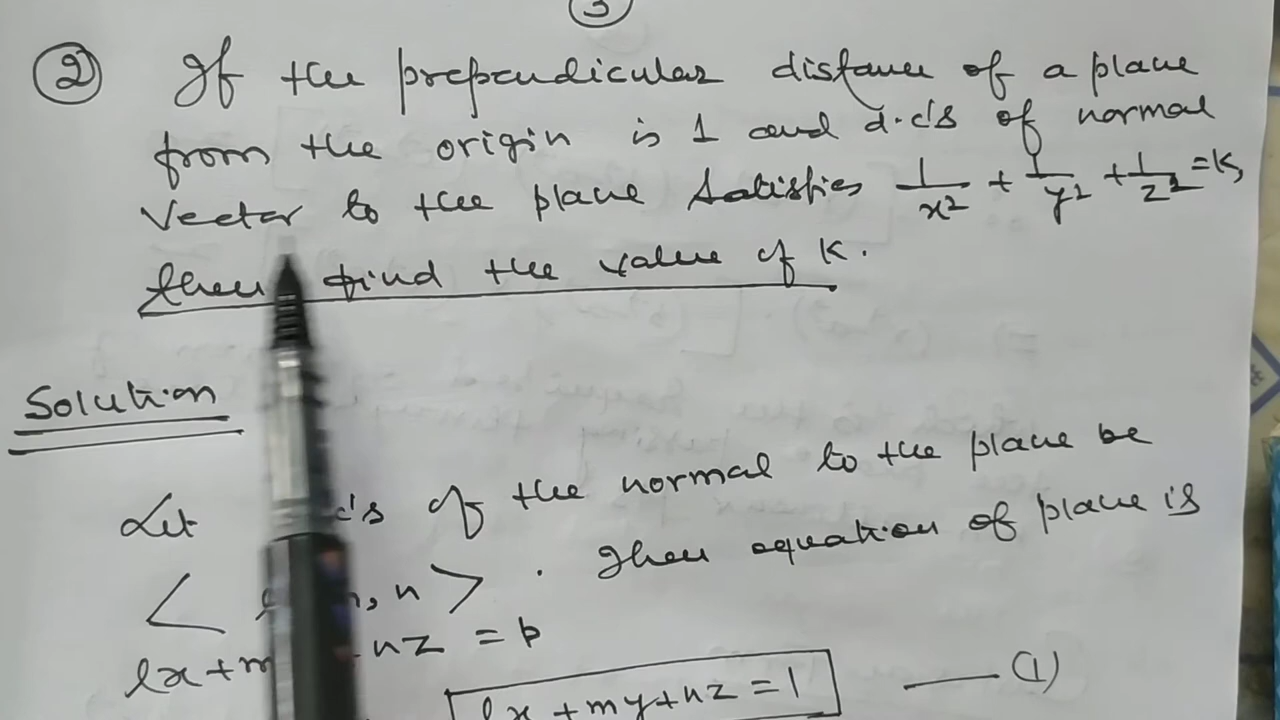 3
② If the prependicular distance of a plane
from the origin is 1 and d.c's of normal
vector to the plane satisfies 1/x² + 1/y² + 1/z² = k,
then find the value of k.
Solution
Let c's of the normal to the plane be
< n > . Then equation of plane is
lx+m nz = p
lx+my+nz=1 —— (1)